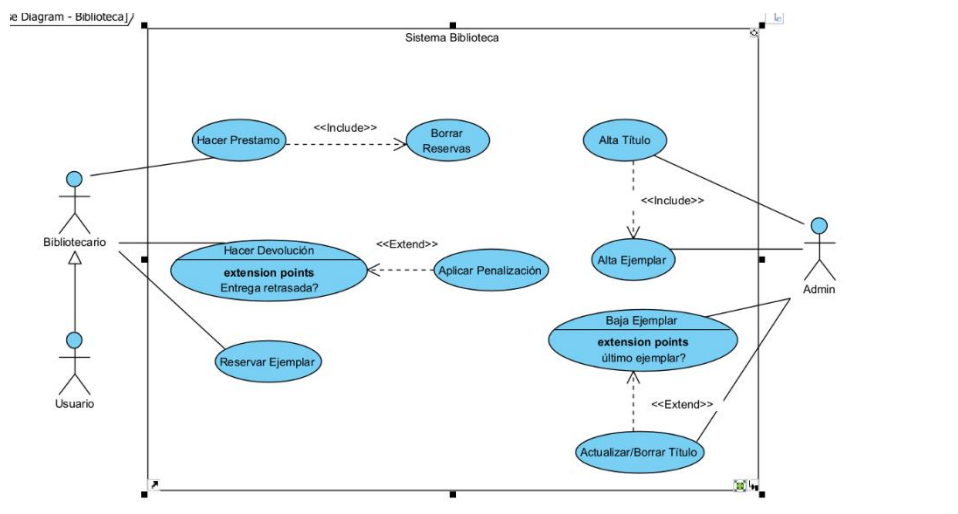 se Diagram - Biblioteca]
Sistema Biblioteca
Hacer Prestamo
<<Include>>
Borrar
Reservas
Alta Título
<<Include>>
Bibliotecario
Hacer Devolución
extension points
Entrega retrasada?
<<Extend>>
Aplicar Penalización
Alta Ejemplar
Admin
Baja Ejemplar
extension points
último ejemplar?
Reservar Ejemplar
Usuario
<<Extend>>
Actualizar/Borrar Título